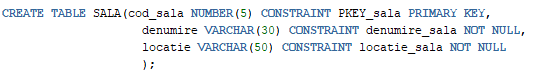 CREATE TABLE SALA(cod_sala NUMBER(5) CONSTRAINT PKEY_sala PRIMARY KEY,
denumire VARCHAR(30) CONSTRAINT denumire_sala NOT NULL,
locatie VARCHAR(50) CONSTRAINT locatie_sala NOT NULL
);